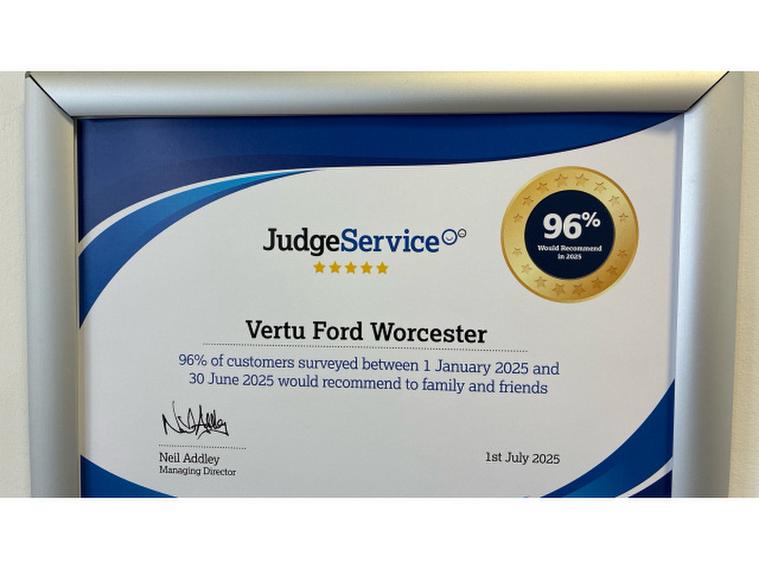 JudgeService
96%
Would Recommend
in 2025
Vertu Ford Worcester
96% of customers surveyed between 1 January 2025 and
30 June 2025 would recommend to family and friends
Neil Addley
Managing Director
1st July 2025